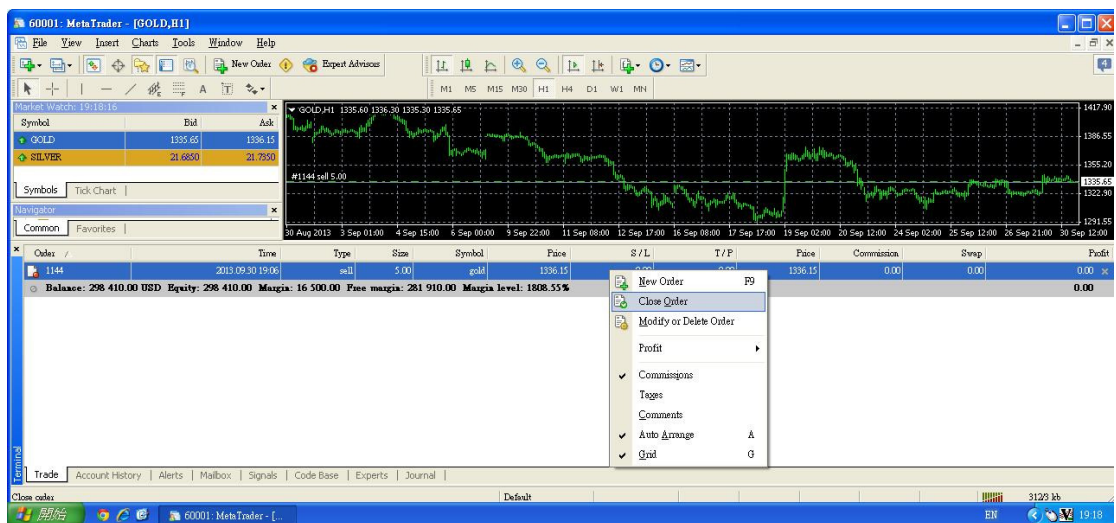 60001: MetaTrader - [GOLD,H1]
File View Insert Charts Tools Window Help
New Order Expert Advisors 4
A T M1 M5 M15 M30 H1 H4 D1 W1 MN
Market Watch: 19:18:16
Symbol Bid Ask
GOLD 1335.65 1336.15
SILVER 21.6850 21.7350
Symbols Tick Chart
Navigator
Common Favorites
GOLD,H1 1335.60 1336.30 1335.30 1335.65
#1144 sell 5.00
1417.90
1386.55
1355.20
1335.65
1322.90
1291.55
30 Aug 2013 3 Sep 01:00 4 Sep 15:00 6 Sep 00:00 9 Sep 22:00 11 Sep 08:00 12 Sep 17:00 16 Sep 08:00 17 Sep 17:00 19 Sep 02:00 20 Sep 12:00 24 Sep 02:00 25 Sep 12:00 26 Sep 21:00 30 Sep 12:00
Order / Time Type Size Symbol Price S / L T / P Price Commission Swap Profit
1144 2013.09.30 19:06 sell 5.00 gold 1336.15 0.00 0.00 1336.15 0.00 0.00 0.00
Balance: 298 410.00 USD Equity: 298 410.00 Margin: 16 500.00 Free margin: 281 910.00 Margin level: 1808.55% 0.00
New Order F9
Close Order
Modify or Delete Order
Profit
Commissions
Taxes
Comments
Auto Arrange A
Grid G
Terminal
Trade Account History Alerts Mailbox Signals Code Base Experts Journal
Close order Default 312/3 kb
開始 60001: MetaTrader - [... EN 19:18